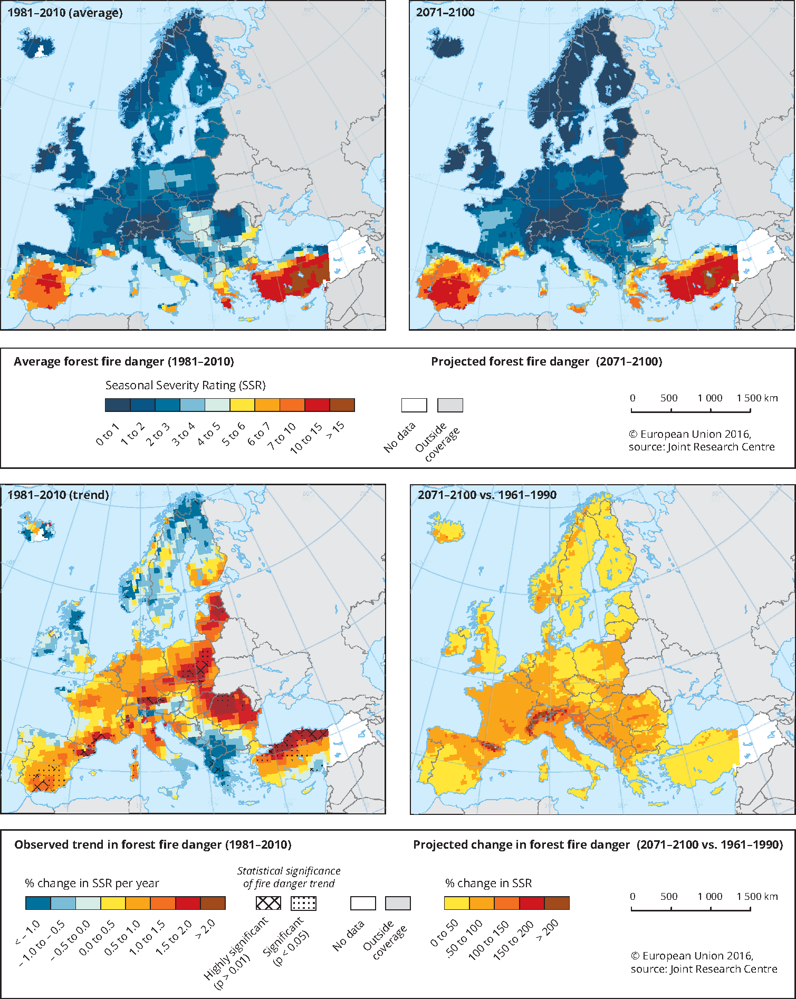 1981–2010 (average)
2071–2100
Average forest fire danger (1981–2010)
Projected forest fire danger (2071–2100)
Seasonal Severity Rating (SSR)
0 to 1
1 to 2
2 to 3
3 to 4
4 to 5
5 to 6
6 to 7
7 to 10
10 to 15
> 15
No data
Outside
coverage
0 500 1 000 1 500 km
© European Union 2016,
source: Joint Research Centre
1981–2010 (trend)
2071–2100 vs. 1961–1990
Observed trend in forest fire danger (1981–2010)
Projected change in forest fire danger (2071–2100 vs. 1961–1990)
% change in SSR per year
< – 1.0
– 1.0 to – 0.5
– 0.5 to 0.0
0.0 to 0.5
0.5 to 1.0
1.0 to 1.5
1.5 to 2.0
> 2.0
Statistical significance
of fire danger trend
Highly significant
(p > 0.01)
Significant
(p < 0.05)
No data
Outside
coverage
% change in SSR
0 to 50
.50 to 100
100 to 150
150 to 200
> 200
0 500 1 000 1 500 km
© European Union 2016,
source: Joint Research Centre